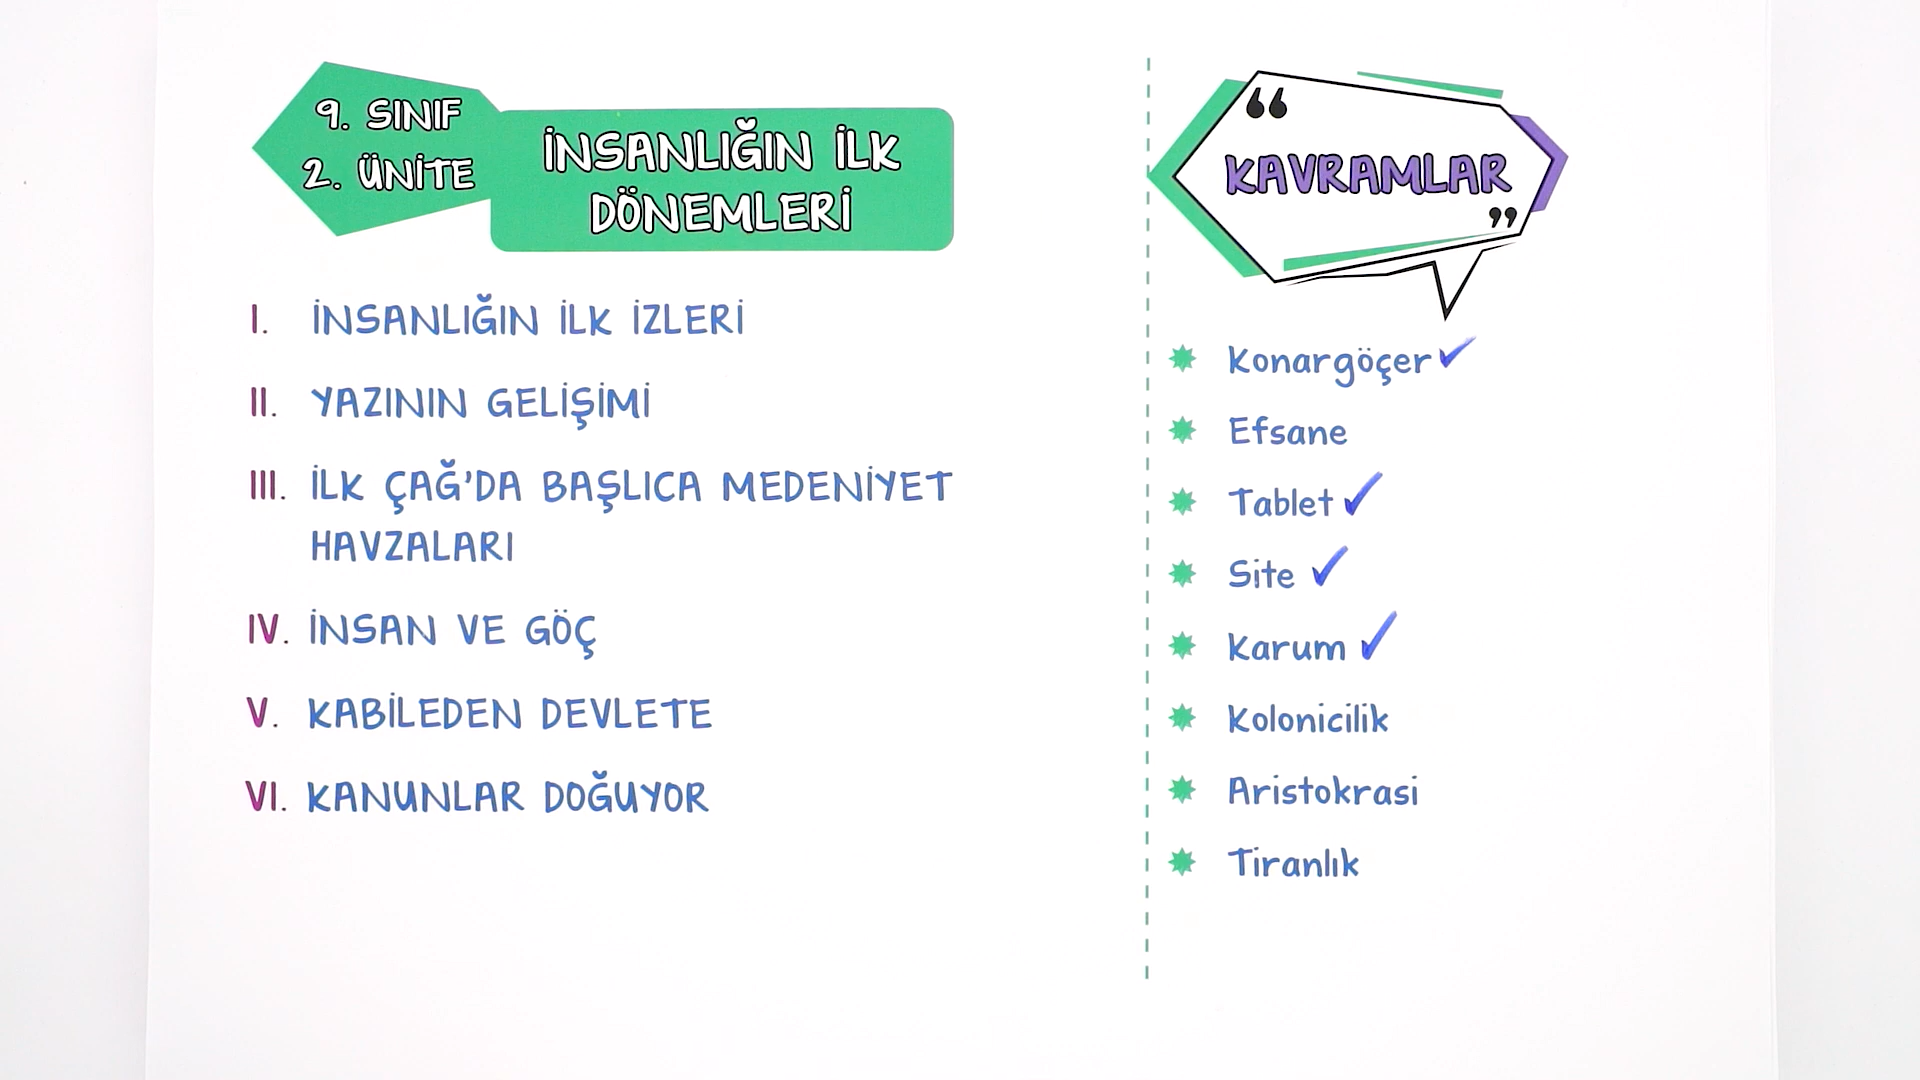 9. SINIF
2. ÜNİTE
İNSANLIĞIN İLK
DÖNEMLERİ
I. İNSANLIĞIN İLK İZLERİ
II. YAZININ GELİŞİMİ
III. İLK ÇAĞ'DA BAŞLICA MEDENİYET
HAVZALARI
IV. İNSAN VE GÖÇ
V. KABİLEDEN DEVLETE
VI. KANUNLAR DOĞUYOR
“
KAVRAMLAR
”
Konargöçer ✓
Efsane
Tablet ✓
Site ✓
Karum ✓
Kolonicilik
Aristokrasi
Tiranlık